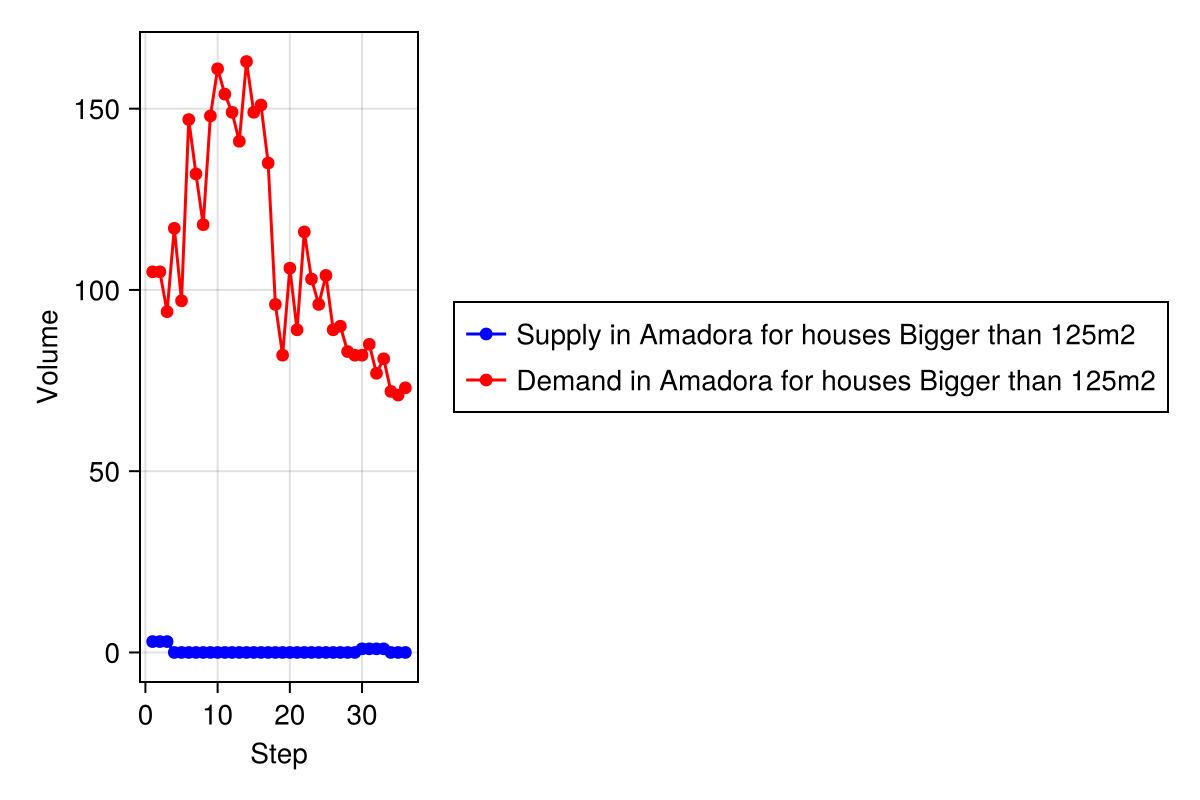 150
100
50
0
Volume
0 10 20 30
Step
Supply in Amadora for houses Bigger than 125m2
Demand in Amadora for houses Bigger than 125m2